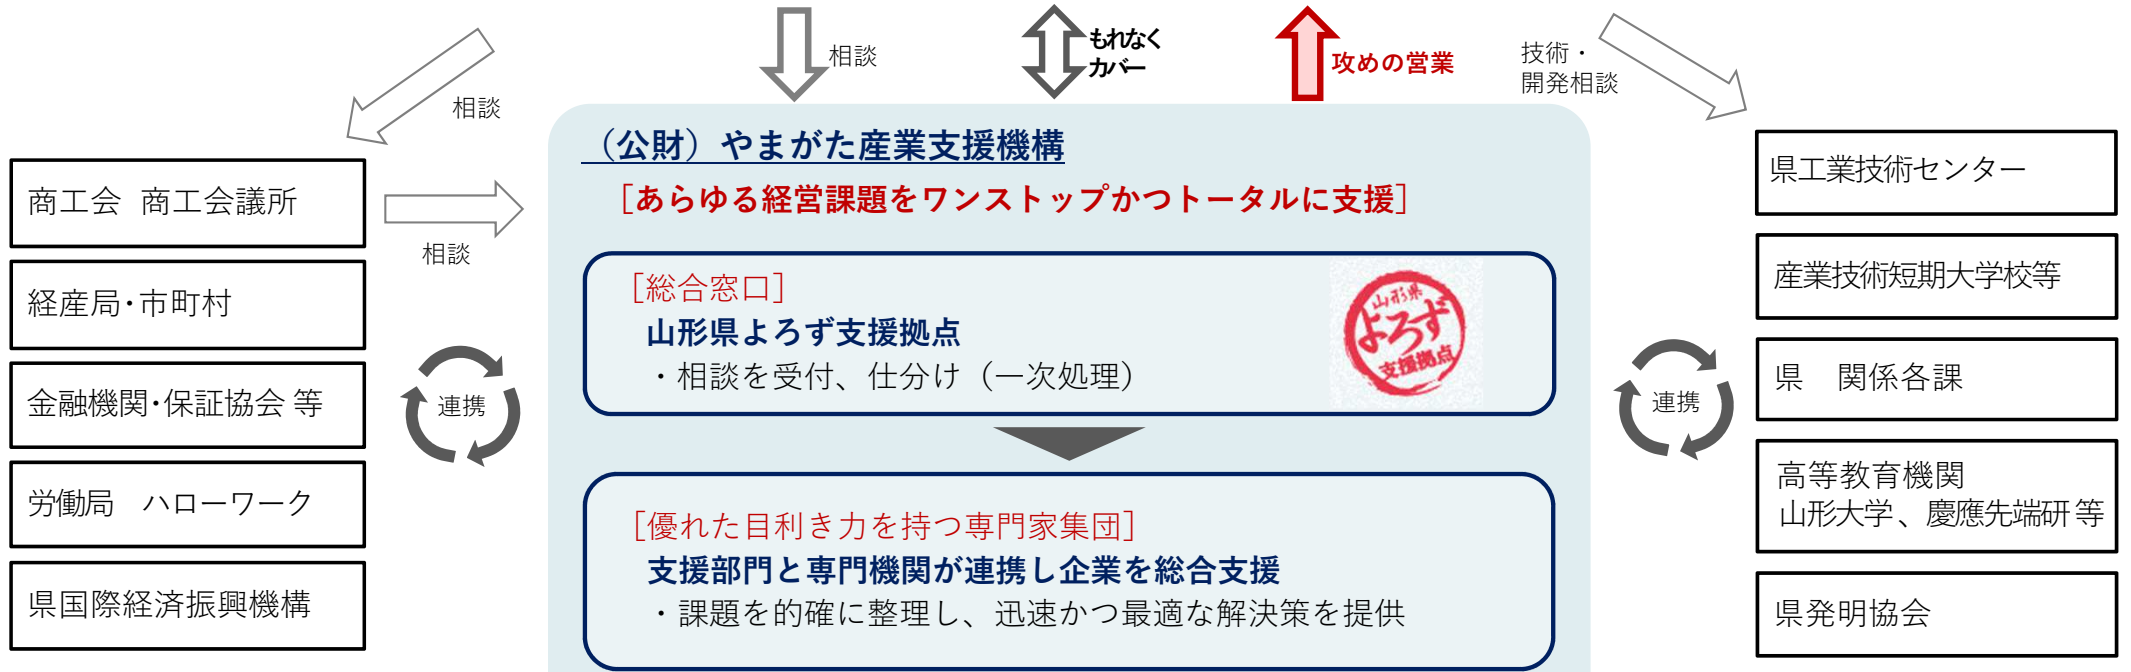 相談
もれなく
カバー
攻めの営業
技術・
開発相談
相談
（公財）やまがた産業支援機構
［あらゆる経営課題をワンストップかつトータルに支援］
商工会 商工会議所
相談
経産局・市町村
金融機関・保証協会 等
労働局　ハローワーク
県国際経済振興機構
連携
［総合窓口］
山形県よろず支援拠点
・相談を受付、仕分け（一次処理）
山形県
よろず
支援拠点
［優れた目利き力を持つ専門家集団］
支援部門と専門機関が連携し企業を総合支援
・課題を的確に整理し、迅速かつ最適な解決策を提供
連携
県工業技術センター
産業技術短期大学校等
県　関係各課
高等教育機関
山形大学、慶應先端研 等
県発明協会